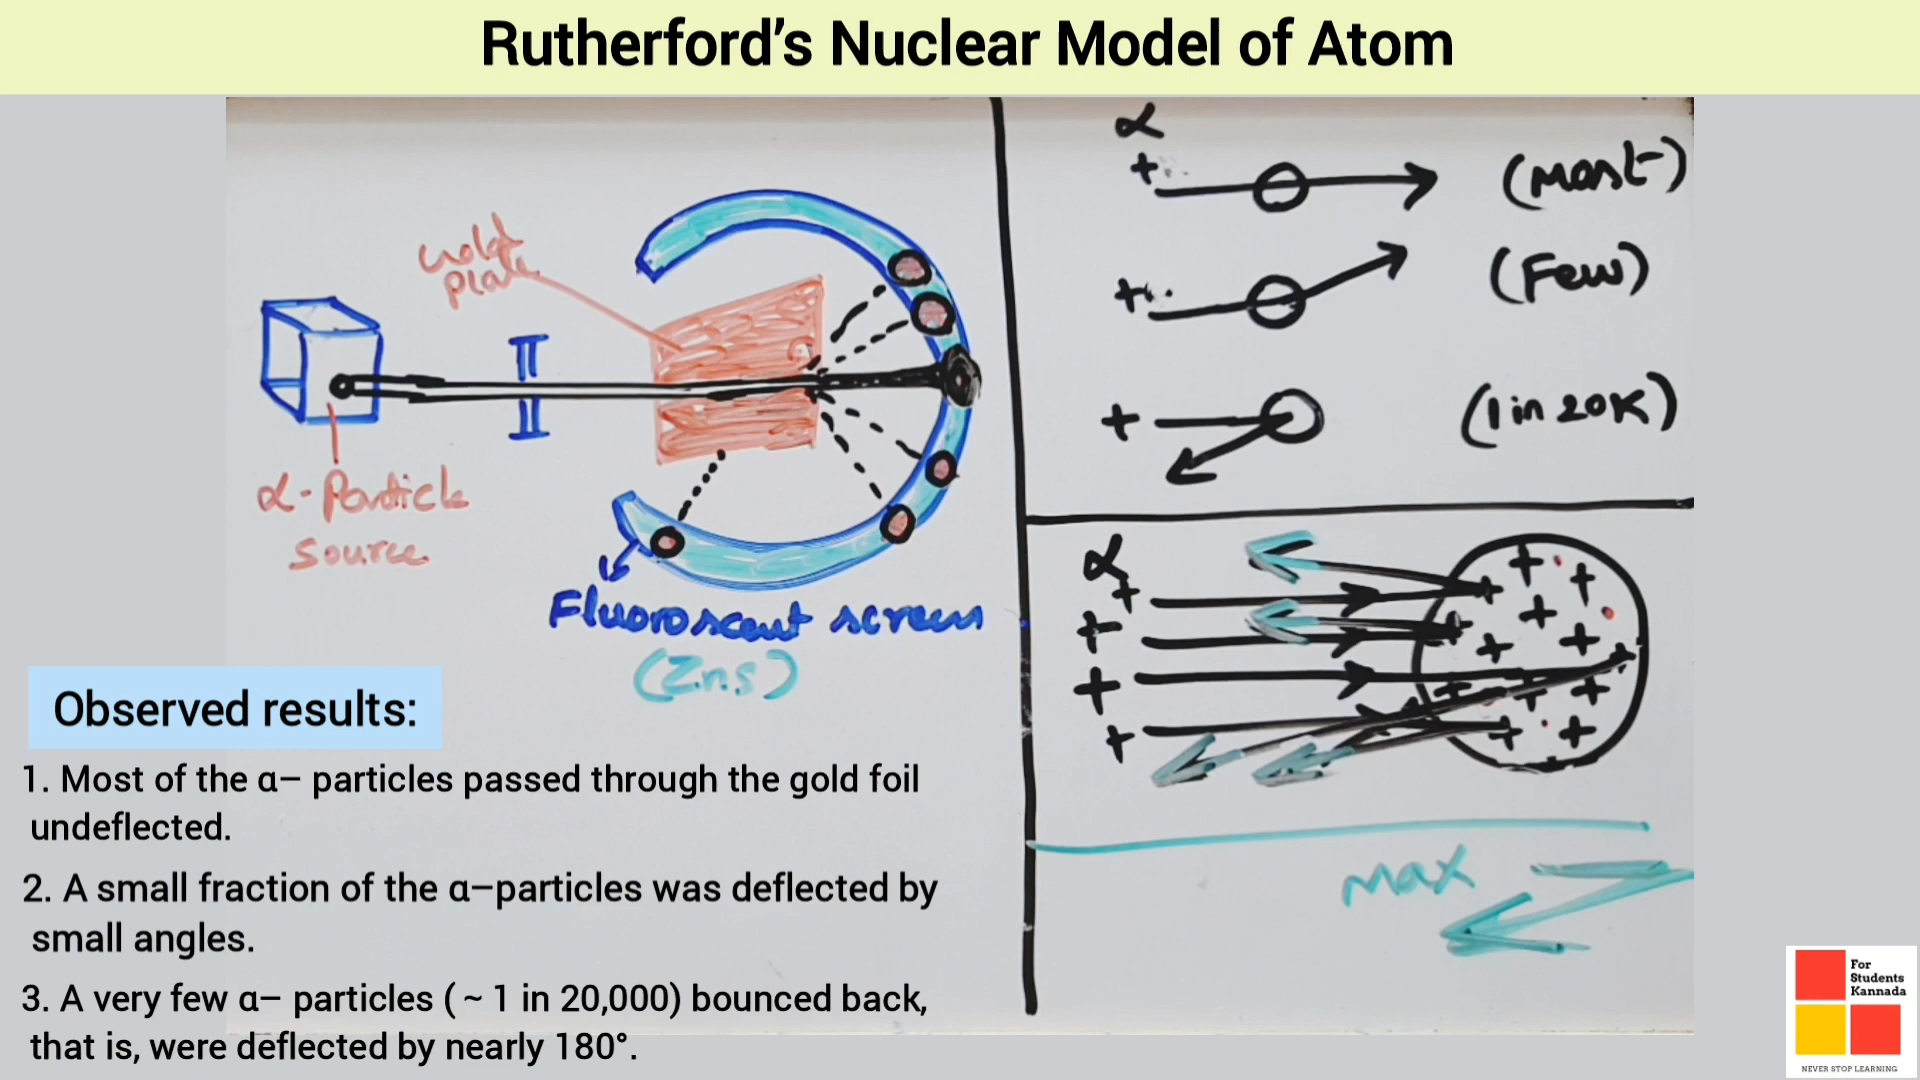 Rutherford's Nuclear Model of Atom
Gold
plate
α-Particle
source
Fluoroscent screen
(Zns)
α
+
(Most)
+
(Few)
+
(1 in 20K)
α
+
+
+
+
+ + + + + + + + + + + + +
max
Observed results:
1. Most of the α– particles passed through the gold foil
undeflected.
2. A small fraction of the α–particles was deflected by
small angles.
3. A very few α– particles ( ~ 1 in 20,000) bounced back,
that is, were deflected by nearly 180°.
For
Students
Kannada
NEVER STOP LEARNING